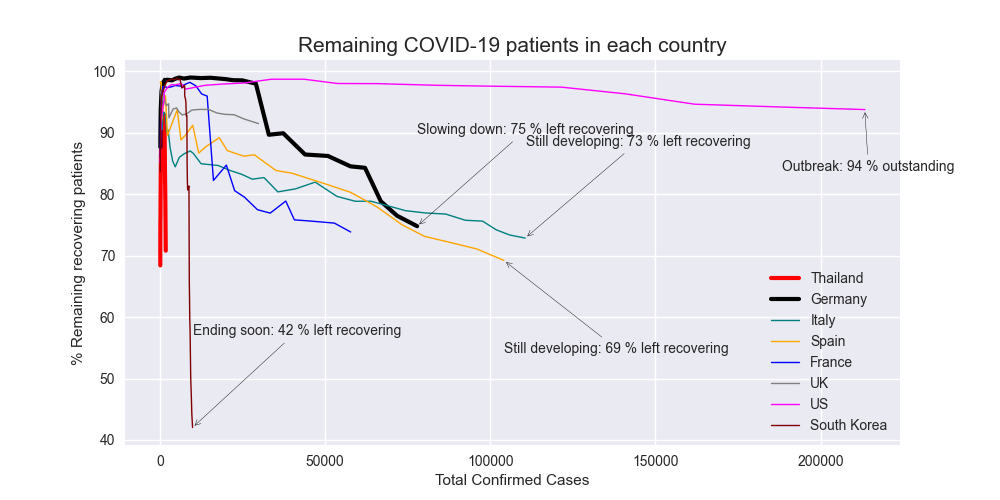 Remaining COVID-19 patients in each country
% Remaining recovering patients
100
90
80
70
60
50
40
Slowing down: 75 % left recovering
Still developing: 73 % left recovering
Outbreak: 94 % outstanding
Ending soon: 42 % left recovering
Still developing: 69 % left recovering
Thailand
Germany
Italy
Spain
France
UK
US
South Korea
0
50000
100000
150000
200000
Total Confirmed Cases